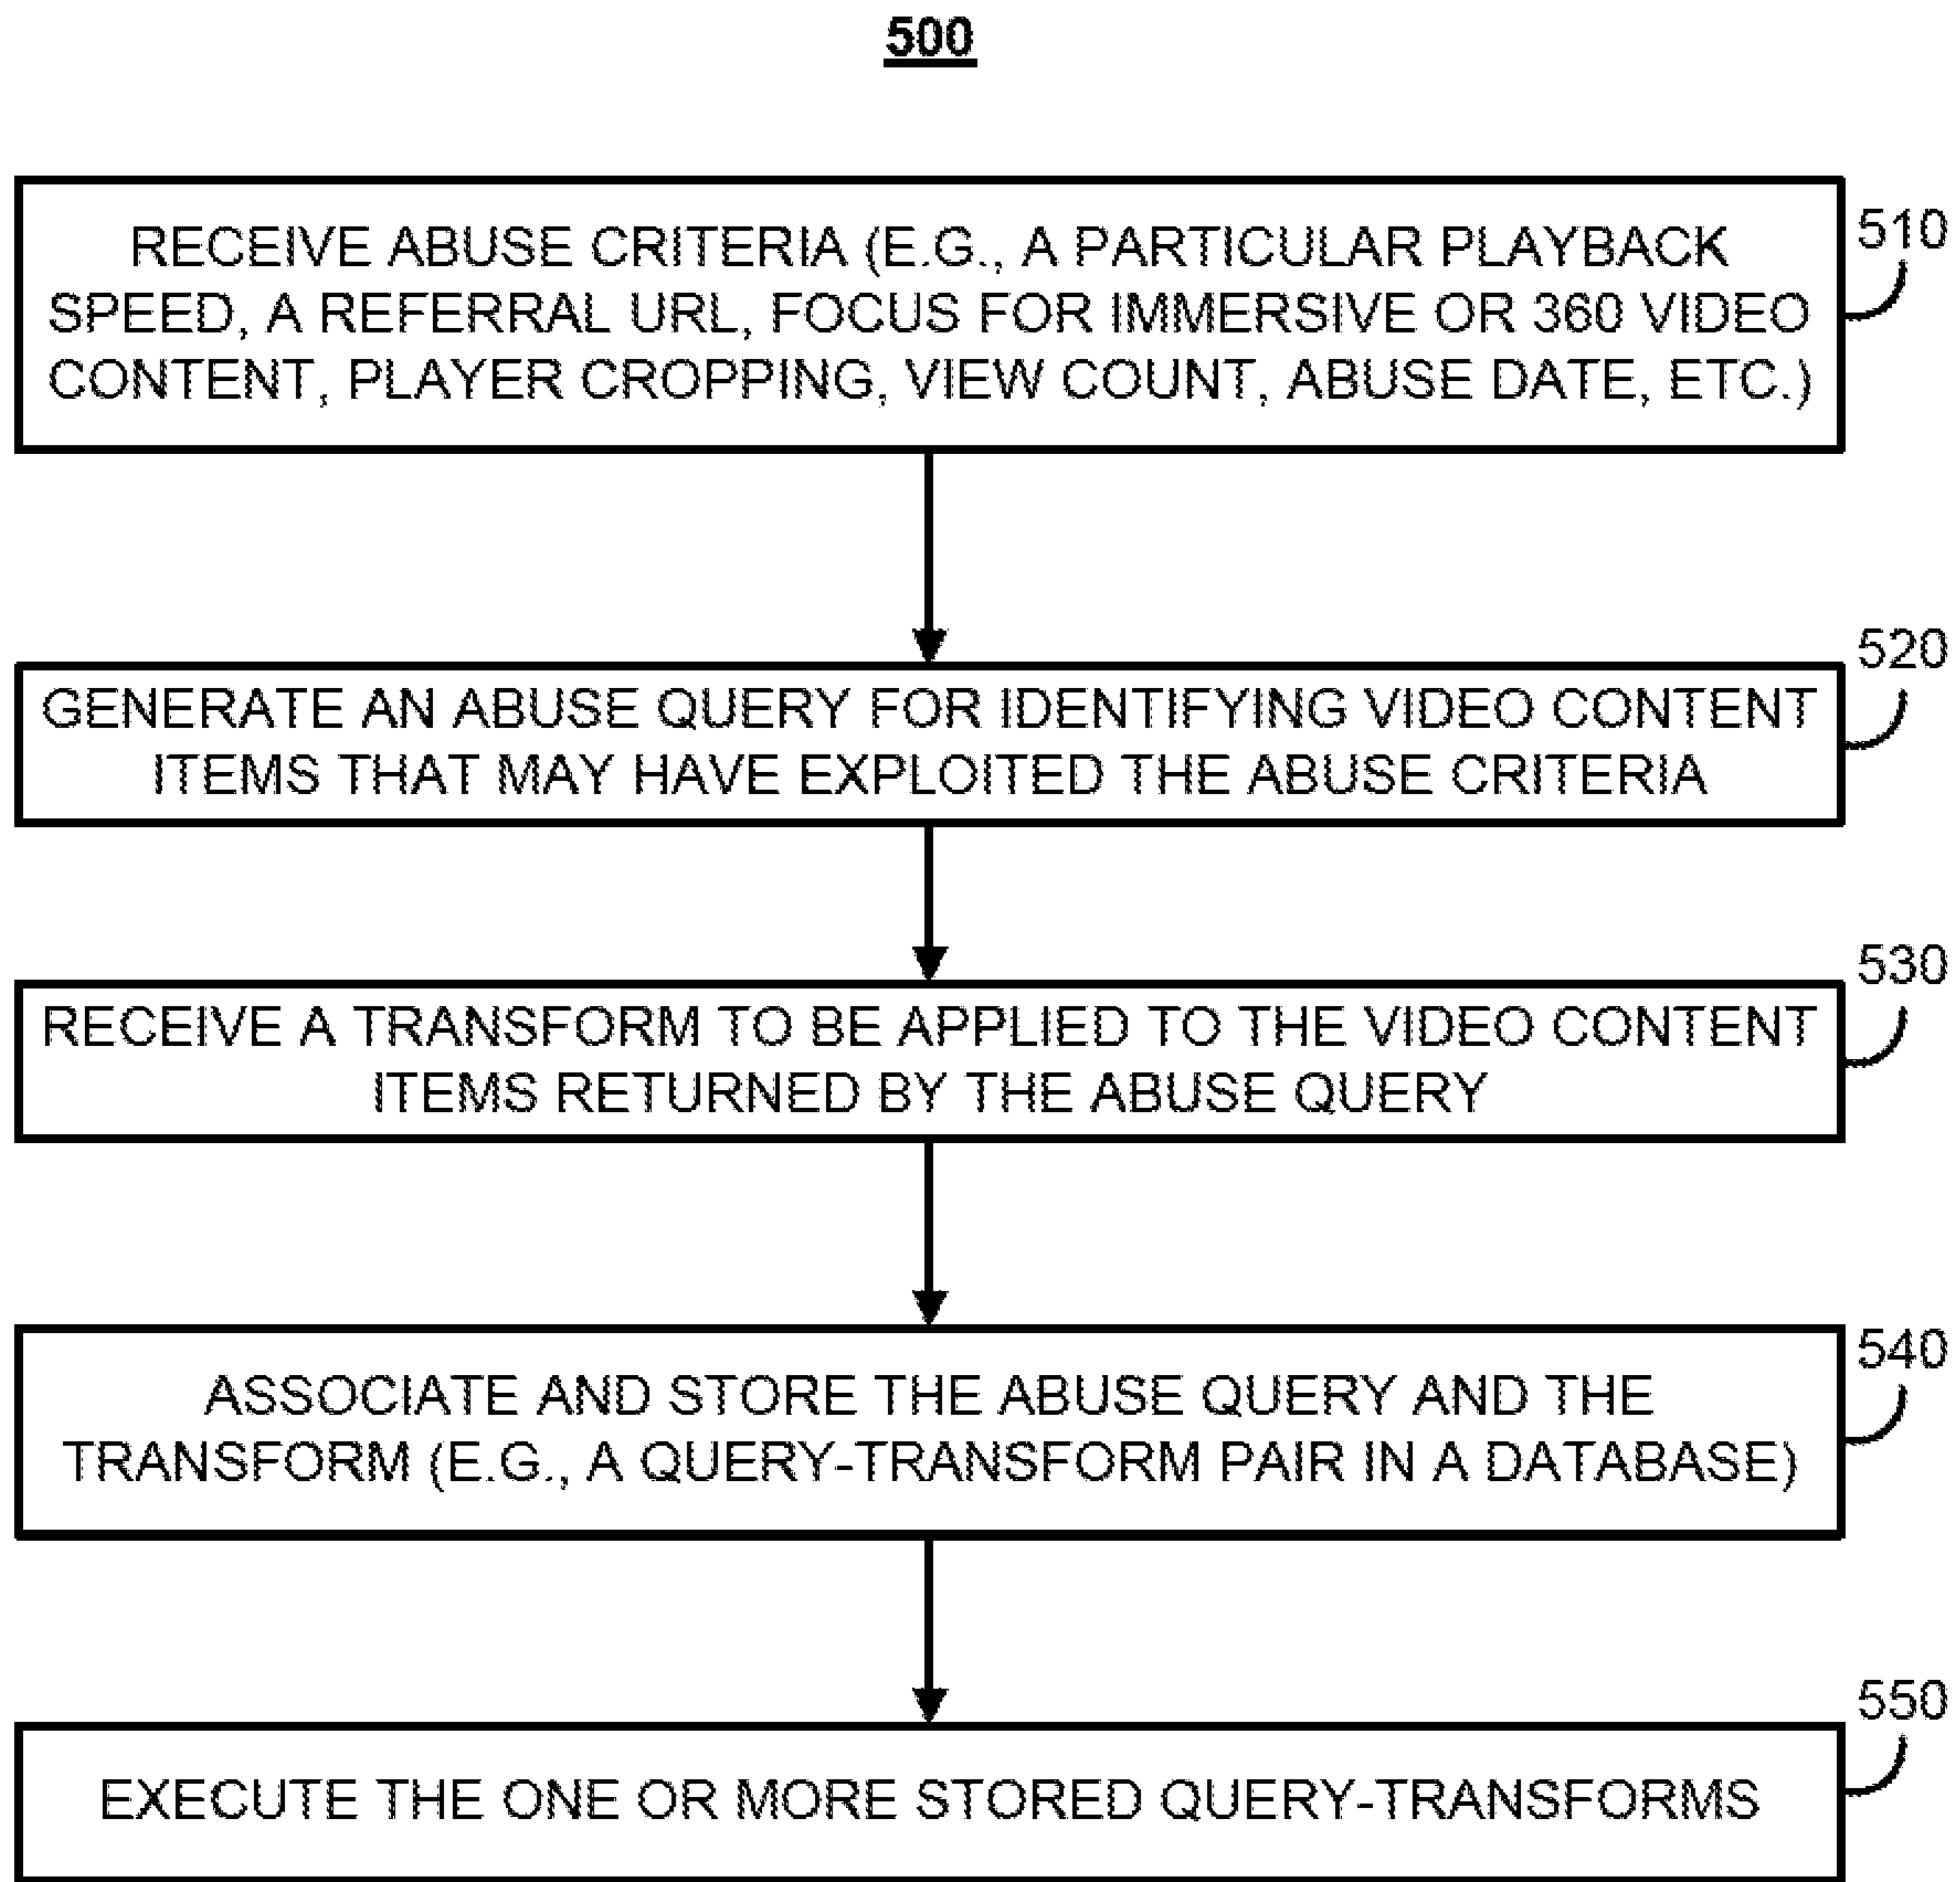 500
RECEIVE ABUSE CRITERIA (E.G., A PARTICULAR PLAYBACK
SPEED, A REFERRAL URL, FOCUS FOR IMMERSIVE OR 360 VIDEO
CONTENT, PLAYER CROPPING, VIEW COUNT, ABUSE DATE, ETC.)
510
GENERATE AN ABUSE QUERY FOR IDENTIFYING VIDEO CONTENT
ITEMS THAT MAY HAVE EXPLOITED THE ABUSE CRITERIA
520
RECEIVE A TRANSFORM TO BE APPLIED TO THE VIDEO CONTENT
ITEMS RETURNED BY THE ABUSE QUERY
530
ASSOCIATE AND STORE THE ABUSE QUERY AND THE
TRANSFORM (E.G., A QUERY-TRANSFORM PAIR IN A DATABASE)
540
EXECUTE THE ONE OR MORE STORED QUERY-TRANSFORMS
550